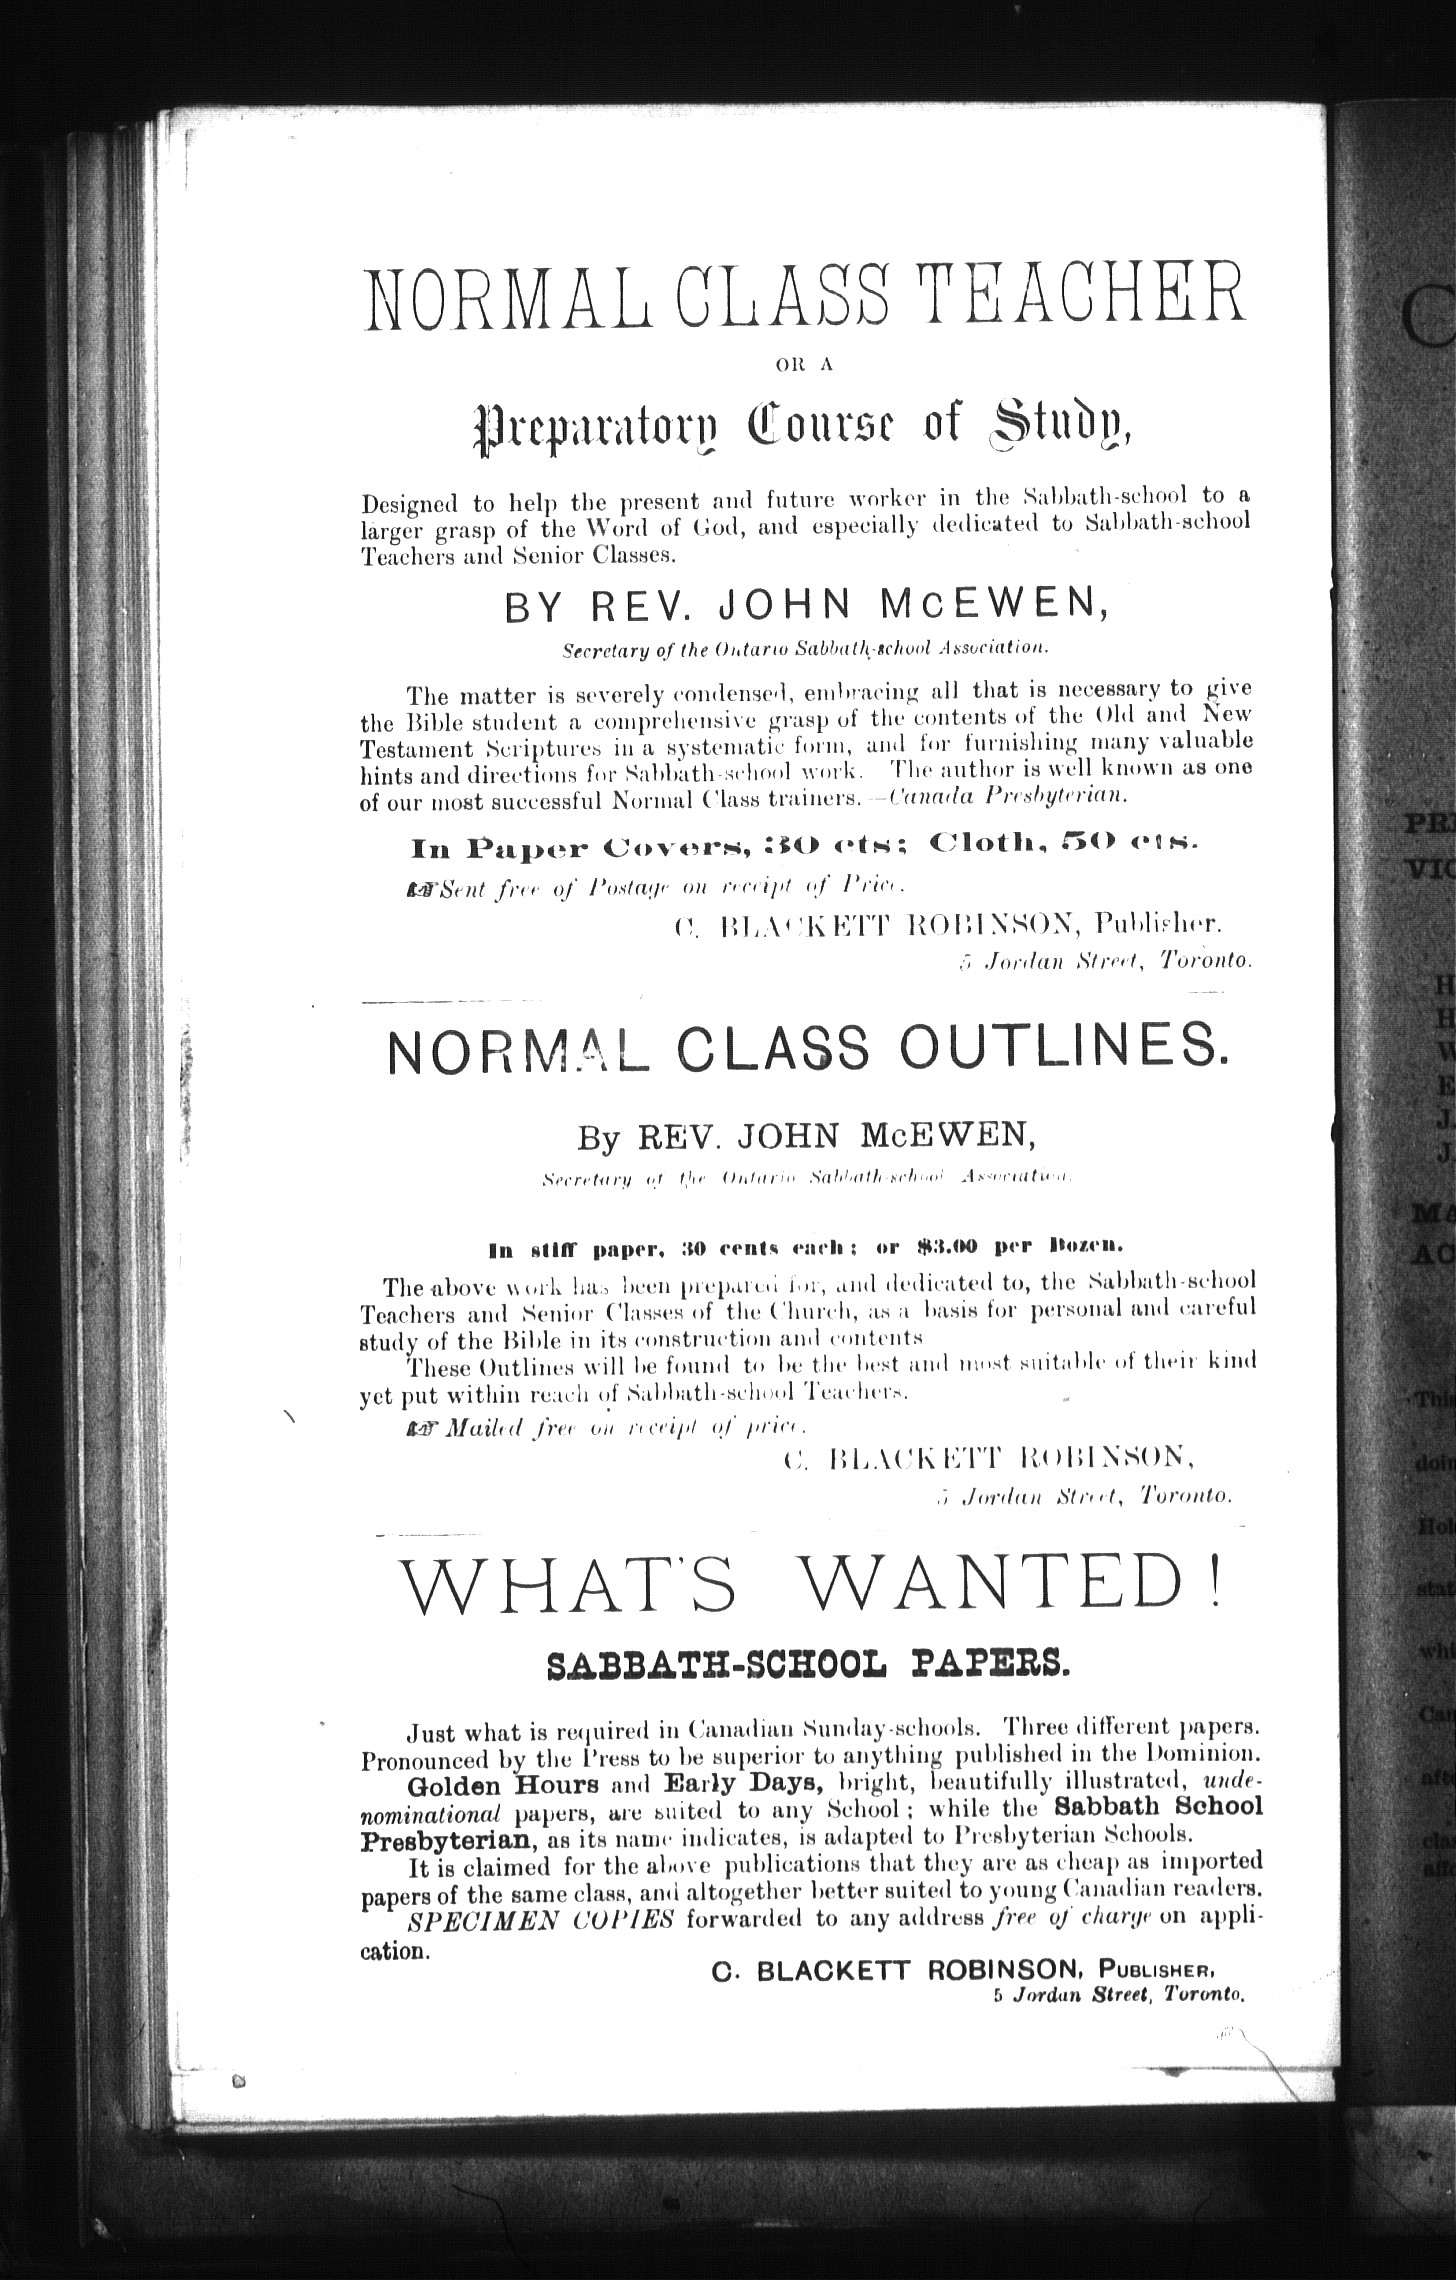 NORMAL CLASS TEACHER
OR A
Preparatory Course of Study,
Designed to help the present and future worker in the Sabbath-school to a
larger grasp of the Word of God, and especially dedicated to Sabbath-school
Teachers and Senior Classes.
BY REV. JOHN McEWEN,
Secretary of the Ontario Sabbath-school Association.
The matter is severely condensed, embracing all that is necessary to give
the Bible student a comprehensive grasp of the contents of the Old and New
Testament Scriptures in a systematic form, and for furnishing many valuable
hints and directions for Sabbath-school work. The author is well known as one
of our most successful Normal Class trainers.—Canada Presbyterian.
In Paper Covers, 30 cts; Cloth, 50 cts.
☞ Sent free of Postage on receipt of Price.
C. BLACKETT ROBINSON, Publisher.
5 Jordan Street, Toronto.
NORMAL CLASS OUTLINES.
By REV. JOHN McEWEN,
Secretary of the Ontario Sabbath-school Association.
In stiff paper, 30 cents each; or $3.00 per Dozen.
The above work has been prepared for, and dedicated to, the Sabbath-school
Teachers and Senior Classes of the Church, as a basis for personal and careful
study of the Bible in its construction and contents
These Outlines will be found to be the best and most suitable of their kind
yet put within reach of Sabbath-school Teachers.
☞ Mailed free on receipt of price.
C. BLACKETT ROBINSON,
5 Jordan Street, Toronto.
WHAT'S WANTED!
SABBATH-SCHOOL PAPERS.
Just what is required in Canadian Sunday-schools. Three different papers.
Pronounced by the Press to be superior to anything published in the Dominion.
Golden Hours and Early Days, bright, beautifully illustrated, unde-
nominational papers, are suited to any School; while the Sabbath School
Presbyterian, as its name indicates, is adapted to Presbyterian Schools.
It is claimed for the above publications that they are as cheap as imported
papers of the same class, and altogether better suited to young Canadian readers.
SPECIMEN COPIES forwarded to any address free of charge on appli-
cation.
C. BLACKETT ROBINSON, PUBLISHER,
5 Jordan Street, Toronto.